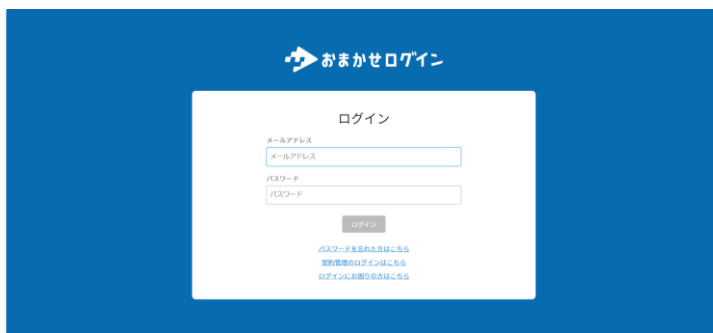 おまかせログイン
ログイン
メールアドレス
メールアドレス
パスワード
パスワード
ログイン
パスワードを忘れた方はこちら
契約管理のログインはこちら
ログインにお困りの方はこちら